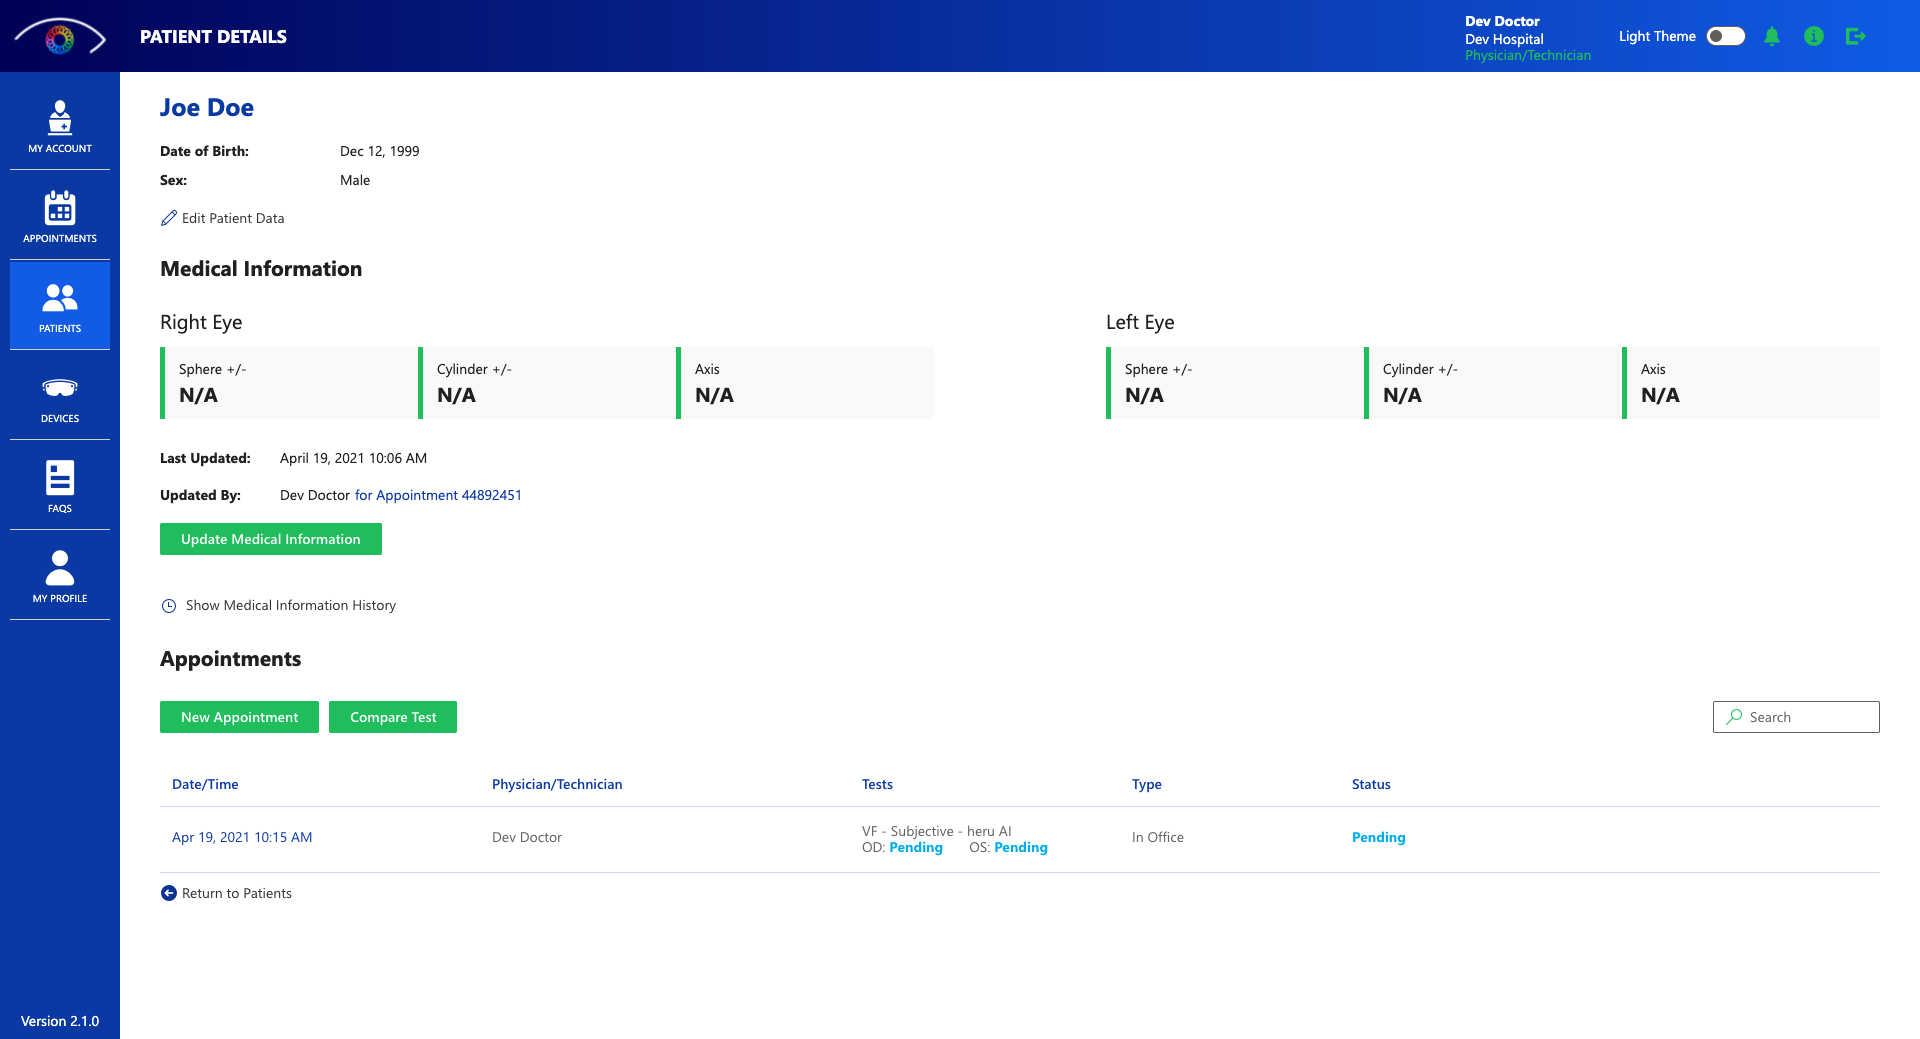 PATIENT DETAILS
Dev Doctor
Dev Hospital
Physician/Technician
Light Theme
MY ACCOUNT
APPOINTMENTS
PATIENTS
DEVICES
FAQS
MY PROFILE
Version 2.1.0
Joe Doe
Date of Birth: Dec 12, 1999
Sex: Male
Edit Patient Data
Medical Information
Right Eye
Sphere +/- Cylinder +/- Axis
N/A N/A N/A
Left Eye
Sphere +/- Cylinder +/- Axis
N/A N/A N/A
Last Updated: April 19, 2021 10:06 AM
Updated By: Dev Doctor for Appointment 44892451
Update Medical Information
Show Medical Information History
Appointments
New Appointment Compare Test Search
Date/Time Physician/Technician Tests Type Status
Apr 19, 2021 10:15 AM Dev Doctor VF - Subjective - heru AI In Office Pending
OD: Pending OS: Pending
Return to Patients